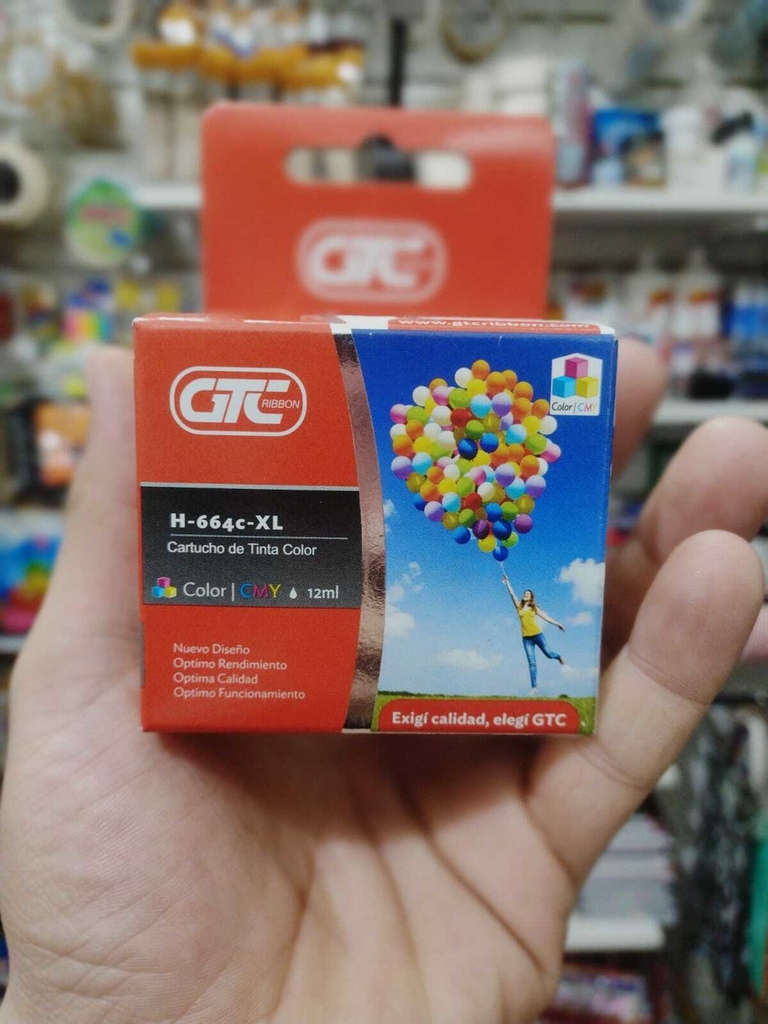 GTC
www.gtcribbon.com
GTC RIBBON
Color | CMY
H-664c-XL
Cartucho de Tinta Color
Color | CMY 12ml
Nuevo Diseño
Optimo Rendimiento
Optima Calidad
Optimo Funcionamiento
Exigí calidad, elegí GTC